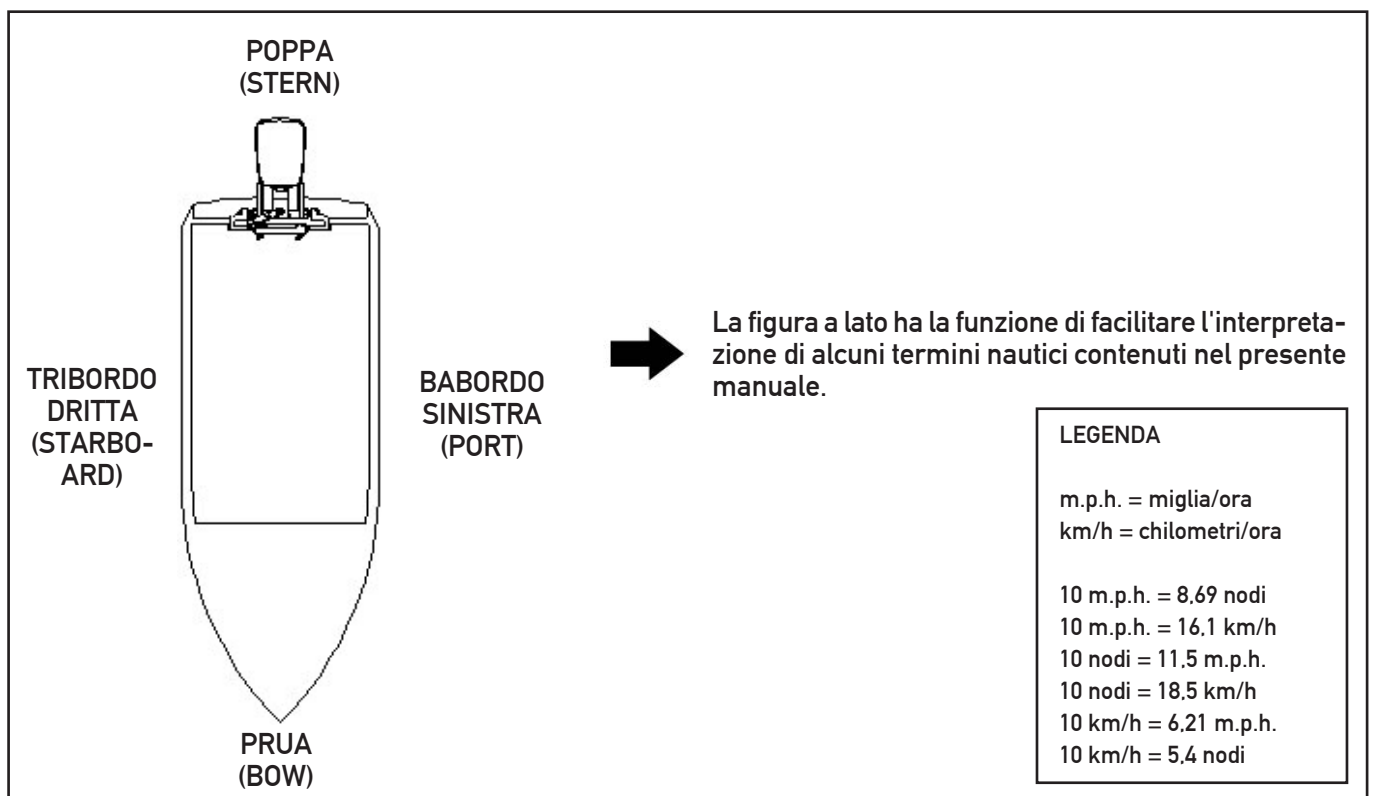 POPPA
(STERN)
TRIBORDO
DRITTA
(STARBO-
ARD)
BABORDO
SINISTRA
(PORT)
PRUA
(BOW)
La figura a lato ha la funzione di facilitare l'interpreta-
zione di alcuni termini nautici contenuti nel presente
manuale.
LEGENDA
m.p.h. = miglia/ora
km/h = chilometri/ora
10 m.p.h. = 8,69 nodi
10 m.p.h. = 16,1 km/h
10 nodi = 11,5 m.p.h.
10 nodi = 18,5 km/h
10 km/h = 6,21 m.p.h.
10 km/h = 5,4 nodi